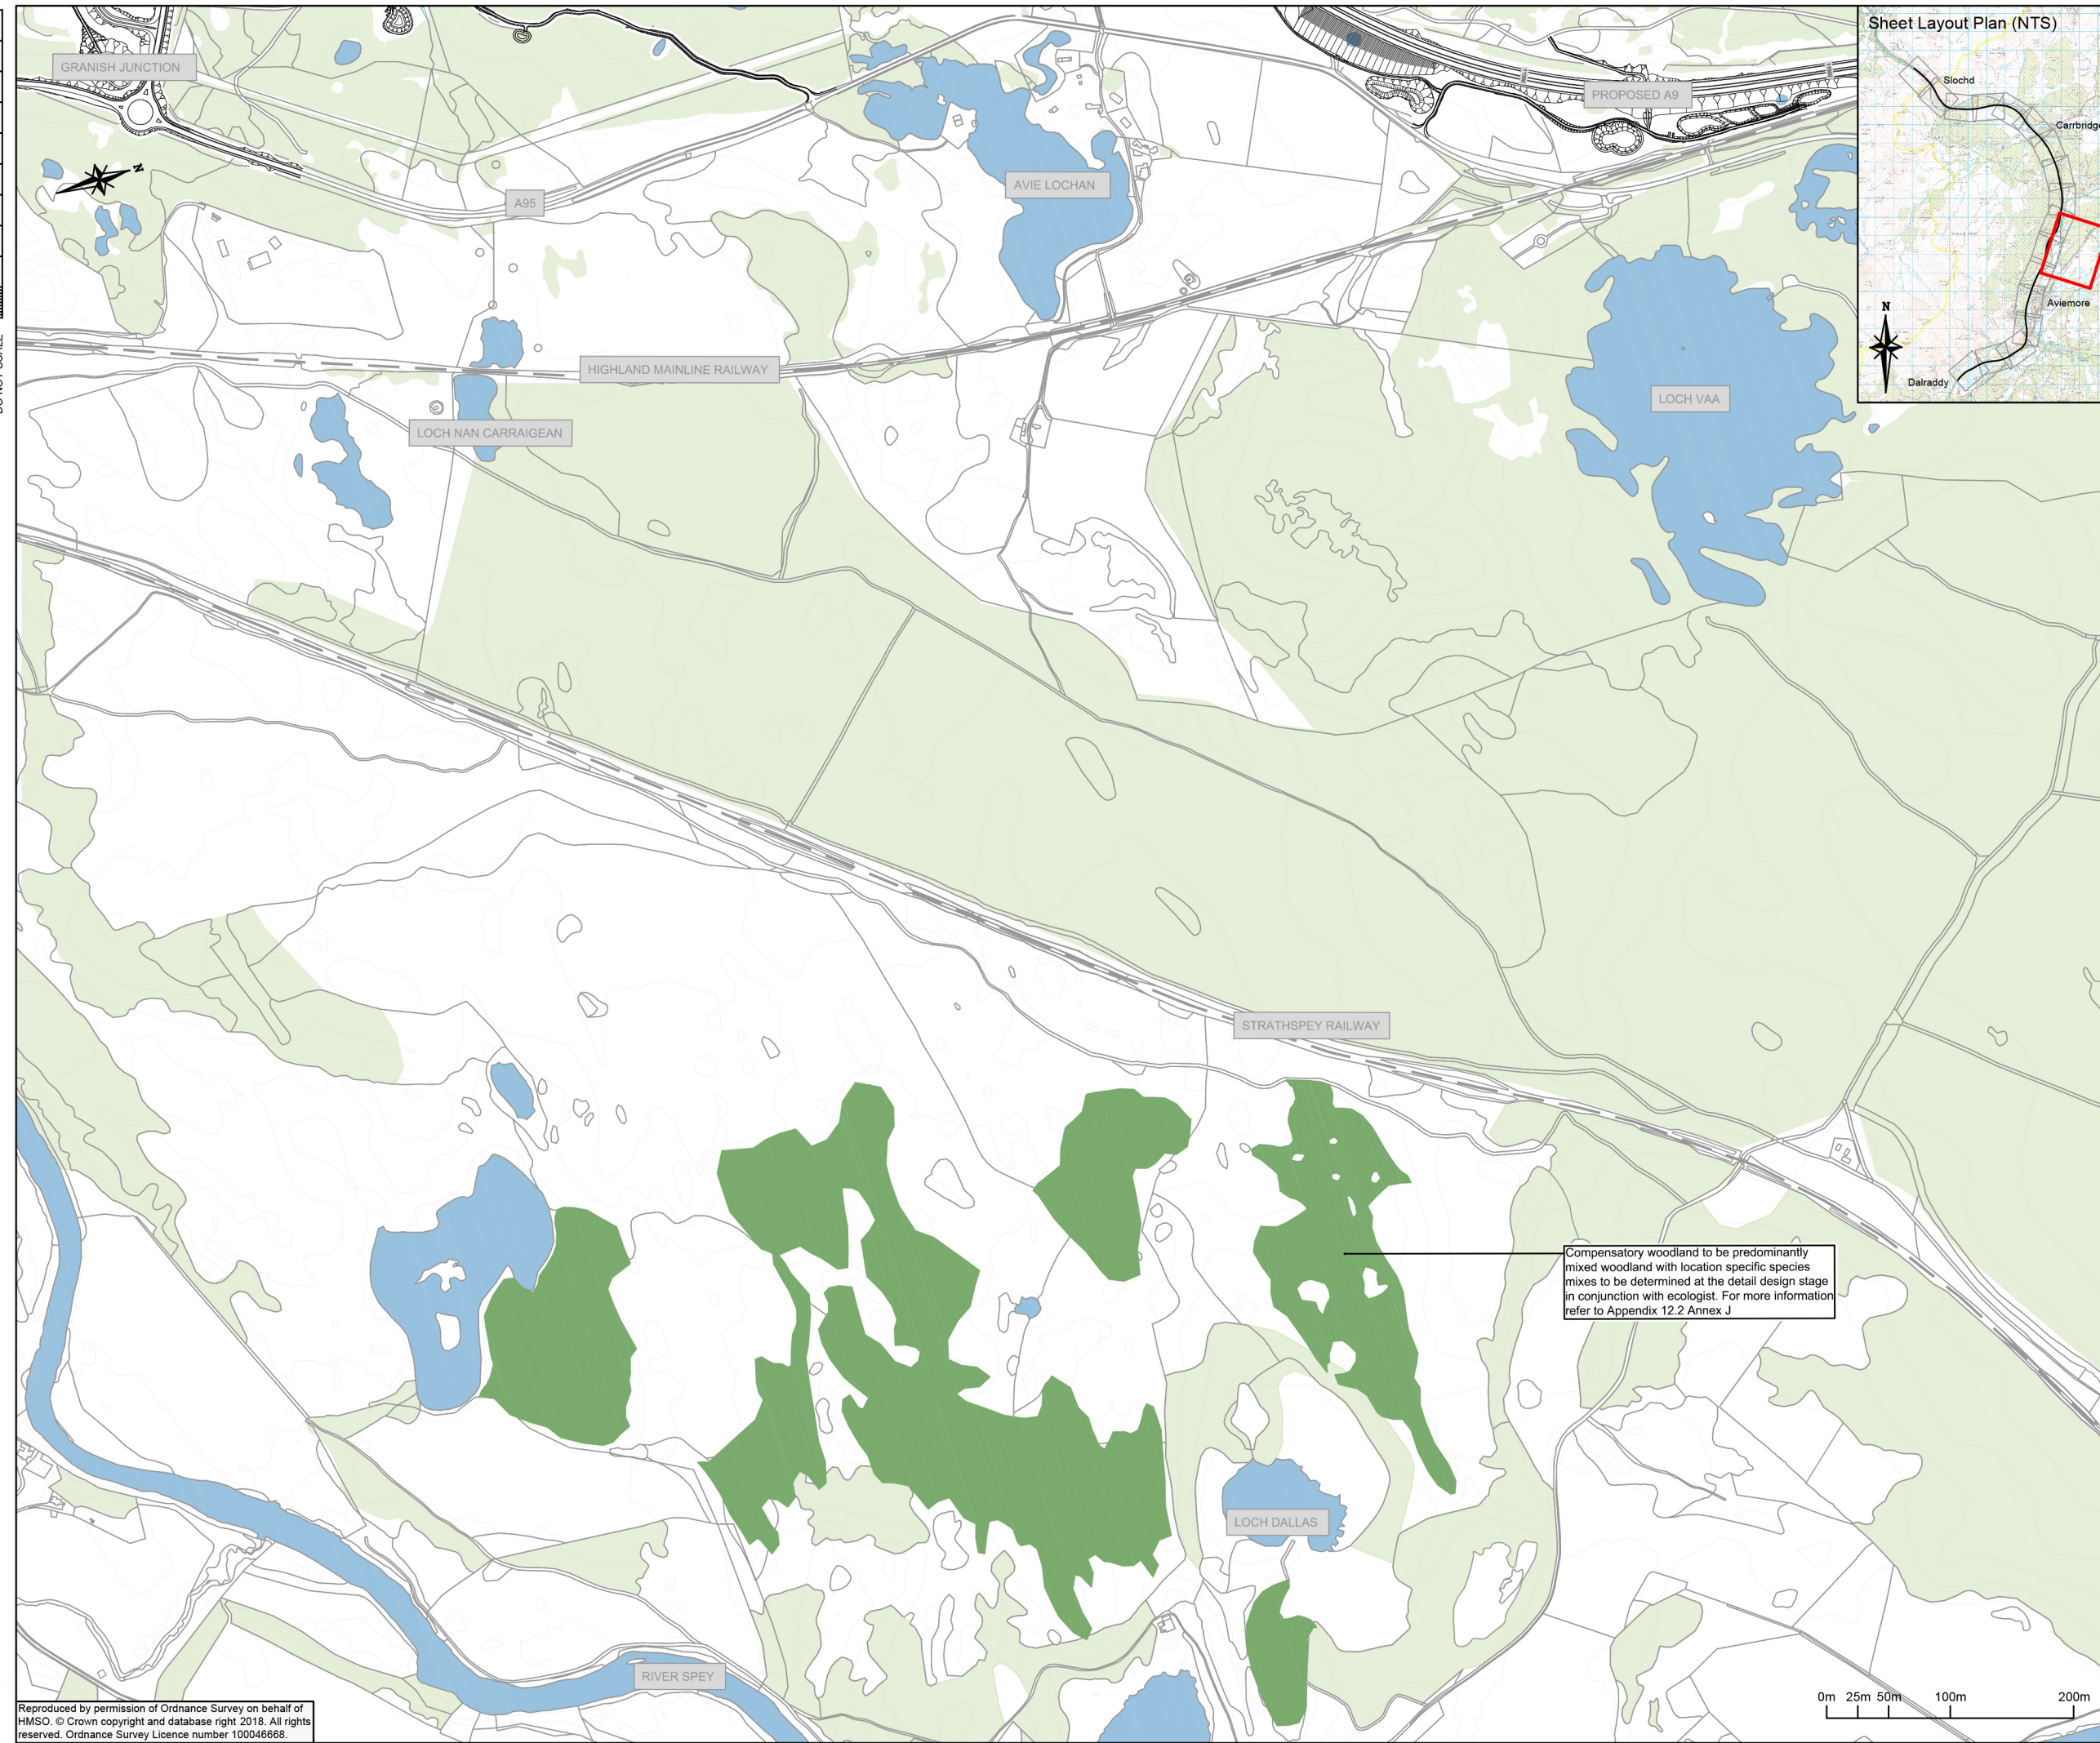 Sheet Layout Plan (NTS)
Slochd
Carrbridge
Aviemore
N
Dalraddy
GRANISH JUNCTION
PROPOSED A9
N
A95
AVIE LOCHAN
HIGHLAND MAINLINE RAILWAY
LOCH VAA
LOCH NAN CARRAIGEAN
STRATHSPEY RAILWAY
Compensatory woodland to be predominantly
mixed woodland with location specific species
mixes to be determined at the detail design stage
in conjunction with ecologist. For more information
refer to Appendix 12.2 Annex J
LOCH DALLAS
RIVER SPEY
0m 25m 50m 100m 200m
Reproduced by permission of Ordnance Survey on behalf of
HMSO. © Crown copyright and database right 2018. All rights
reserved. Ordnance Survey Licence number 100046668.